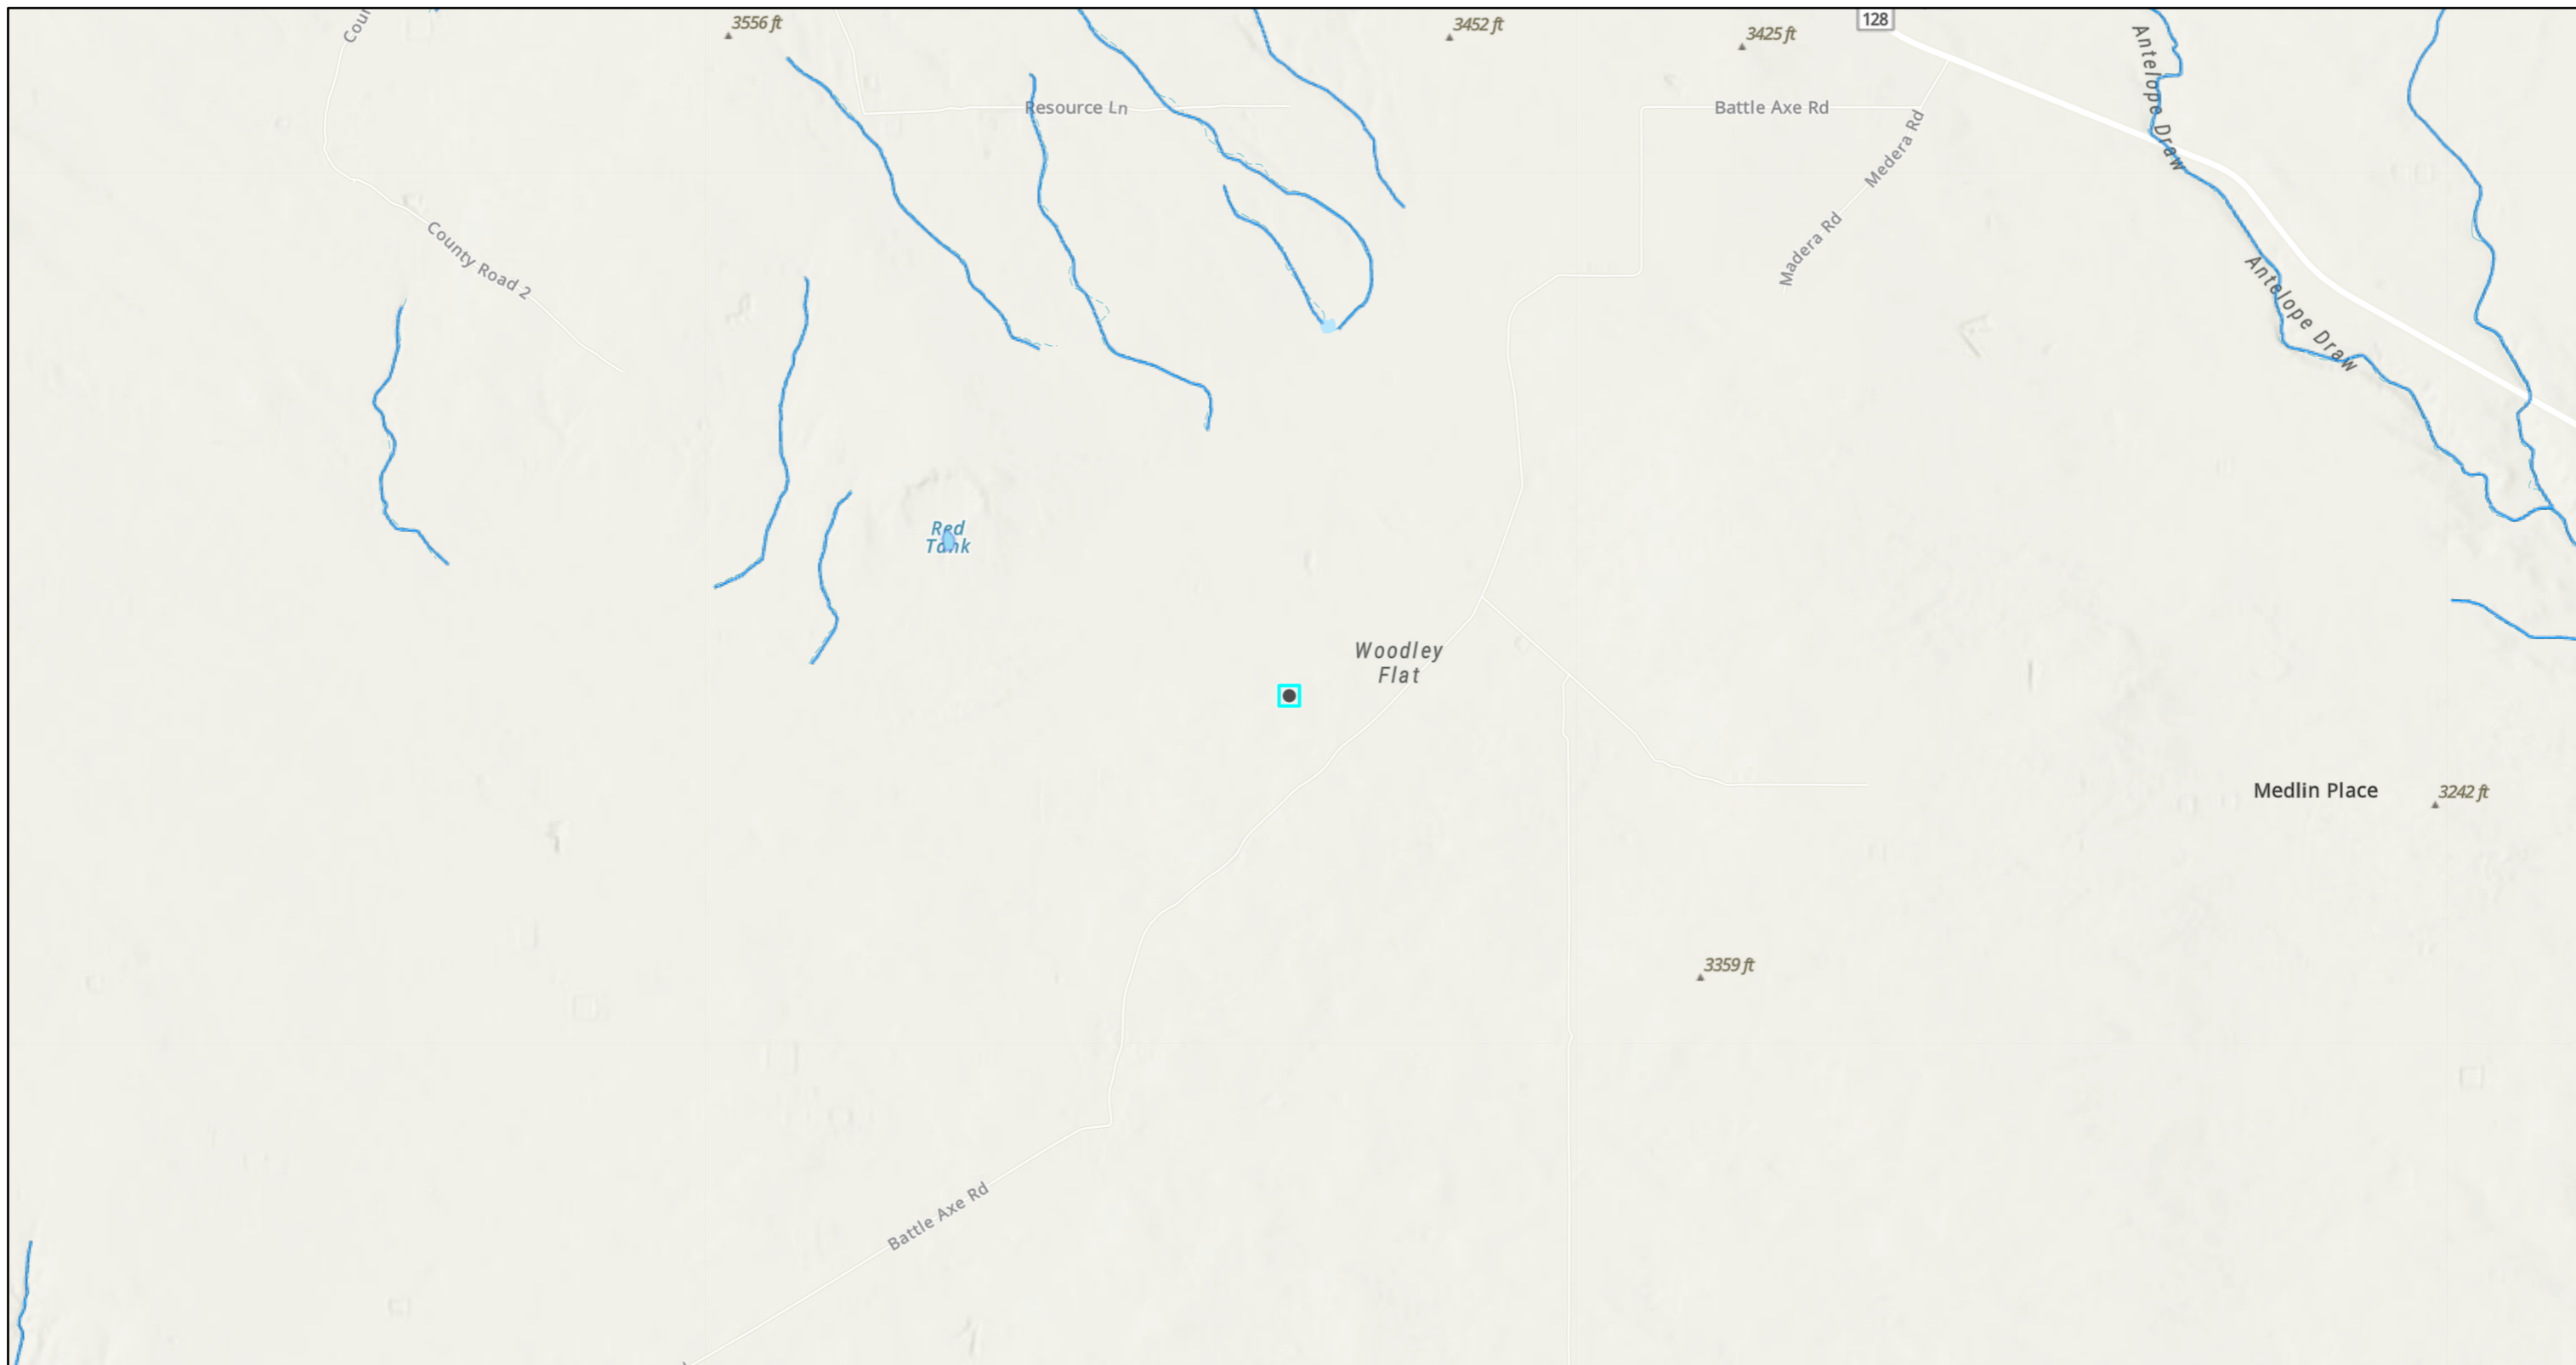 Cou
3556 ft
3452 ft
3425 ft
128
Antelope Draw
Resource Ln
Battle Axe Rd
Medera Rd
Madera Rd
County Road 2
Antelope Draw
Red
Tank
Woodley
Flat
Medlin Place
3242 ft
3359 ft
Battle Axe Rd